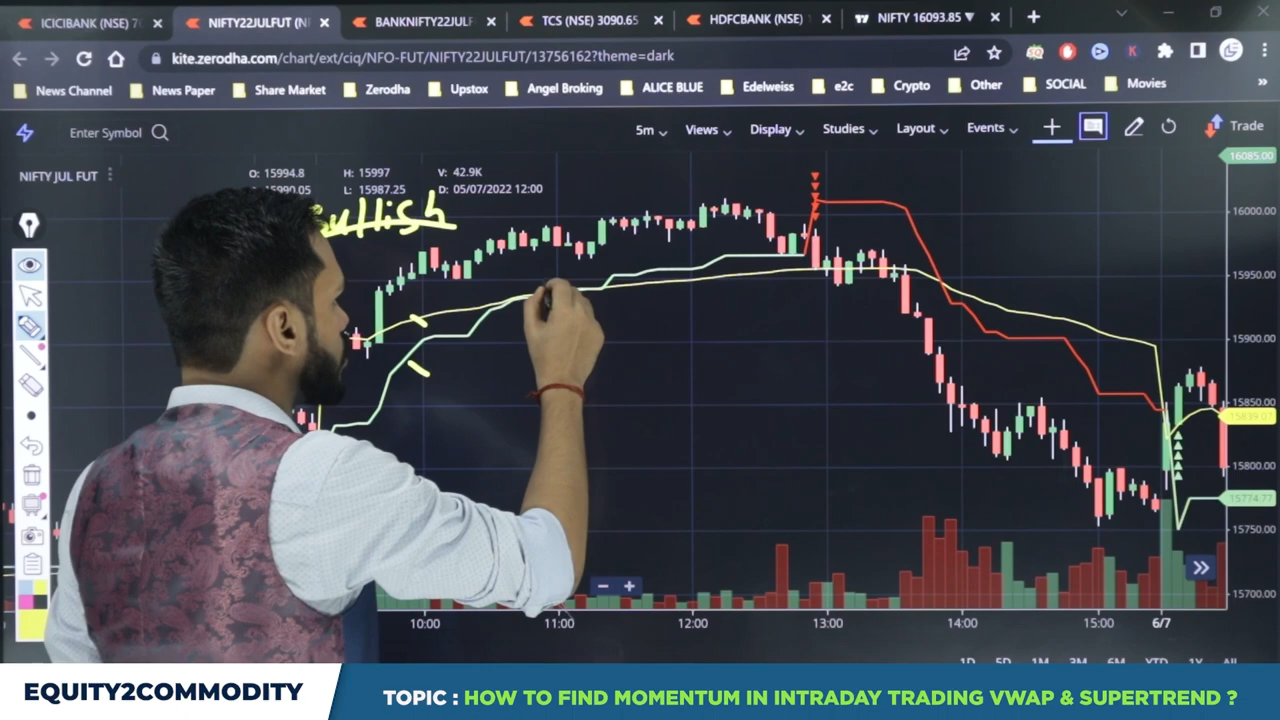 ICICIBANK (NSE) 7
NIFTY22JULFUT (N
BANKNIFTY22JULF
TCS (NSE) 3090.65
HDFCBANK (NSE)
NIFTY 16093.85 ▼
kite.zerodha.com/chart/ext/ciq/NFO-FUT/NIFTY22JULFUT/13756162?theme=dark
News Channel
News Paper
Share Market
Zerodha
Upstox
Angel Broking
ALICE BLUE
Edelweiss
e2c
Crypto
Other
SOCIAL
Movies
»
Enter Symbol
5m
Views
Display
Studies
Layout
Events
Trade
NIFTY JUL FUT
O: 15994.8 H: 15997 V: 42.9K
15990.05 L: 15987.25 D: 05/07/2022 12:00
ullish
16085.00
16000.00
15950.00
15900.00
15850.00
15839.07
15800.00
15774.77
15750.00
15700.00
10:00 11:00 12:00 13:00 14:00 15:00 6/7
1D 5D 1M 3M 6M YTD 1Y All
EQUITY2COMMODITY
TOPIC : HOW TO FIND MOMENTUM IN INTRADAY TRADING VWAP & SUPERTREND ?